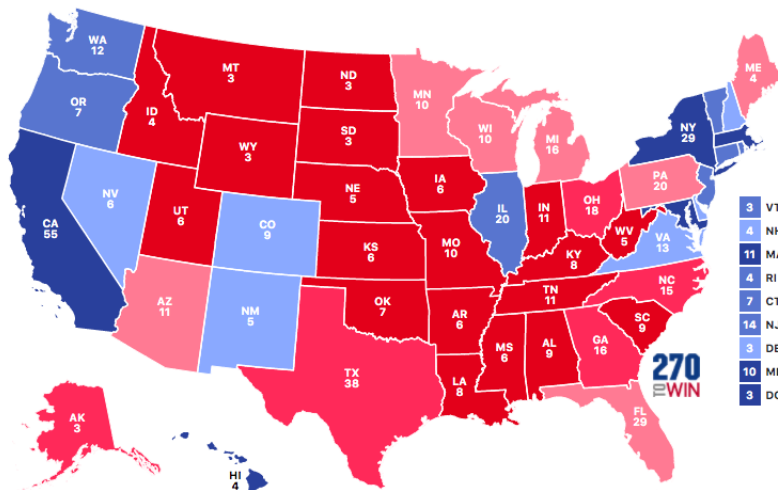 WA
12
OR
7
CA
55
NV
6
ID
4
MT
3
WY
3
UT
6
AZ
11
CO
9
NM
5
ND
3
SD
3
NE
5
KS
6
OK
7
TX
38
MN
10
IA
6
MO
10
AR
6
LA
8
WI
10
IL
20
MI
16
IN
11
OH
18
KY
8
TN
11
MS
6
AL
9
GA
16
FL
29
SC
9
NC
15
VA
13
WV
5
PA
20
NY
29
ME
4
AK
3
HI
4
270
TO
WIN
3 VT
4 NH
11 MA
4 RI
7 CT
14 NJ
3 DE
10
3 DC